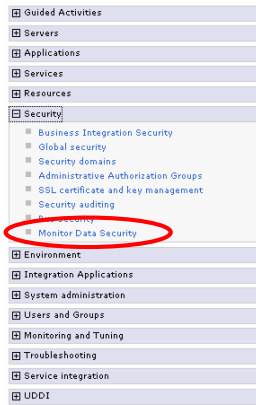 Guided Activities
Servers
Applications
Services
Resources
Security
Business Integration Security
Global security
Security domains
Administrative Authorization Groups
SSL certificate and key management
Security auditing
Bus Security
Monitor Data Security
Environment
Integration Applications
System administration
Users and Groups
Monitoring and Tuning
Troubleshooting
Service integration
UDDI